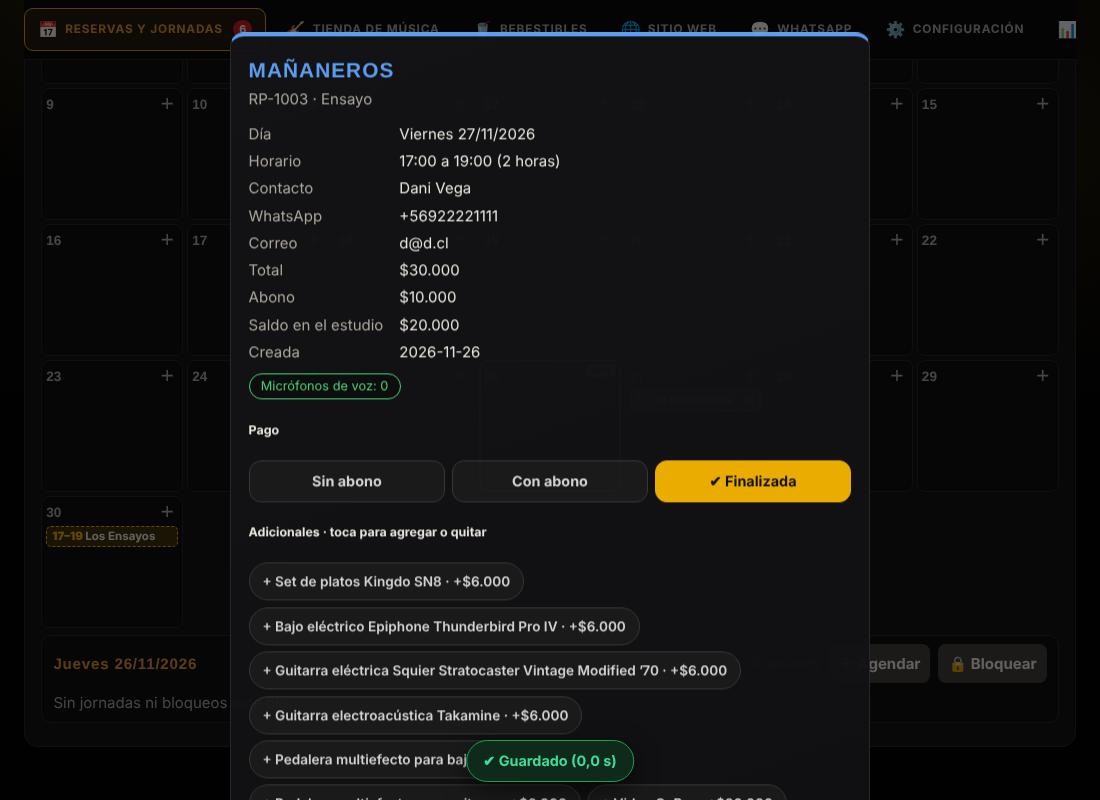 📅 RESERVAS Y JORNADAS 6 🎸 TIENDA DE MÚSICA 🥤 BEBESTIBLES 🌐 SITIO WEB 💬 WHATSAPP ⚙️ CONFIGURACIÓN 📊
MAÑANEROS
RP-1003 · Ensayo
Día Viernes 27/11/2026
Horario 17:00 a 19:00 (2 horas)
Contacto Dani Vega
WhatsApp +56922221111
Correo d@d.cl
Total $30.000
Abono $10.000
Saldo en el estudio $20.000
Creada 2026-11-26
Micrófonos de voz: 0
Pago
Sin abono Con abono ✔ Finalizada
Adicionales · toca para agregar o quitar
+ Set de platos Kingdo SN8 · +$6.000
+ Bajo eléctrico Epiphone Thunderbird Pro IV · +$6.000
+ Guitarra eléctrica Squier Stratocaster Vintage Modified '70 · +$6.000
+ Guitarra electroacústica Takamine · +$6.000
+ Pedalera multiefecto para baj
✔ Guardado (0,0 s)
9 + 10 + 15 +
16 + 17 + 22 +
23 + 24 + 29 +
30 +
17–19 Los Ensayos
Jueves 26/11/2026 gendar 🔒 Bloquear
Sin jornadas ni bloqueos